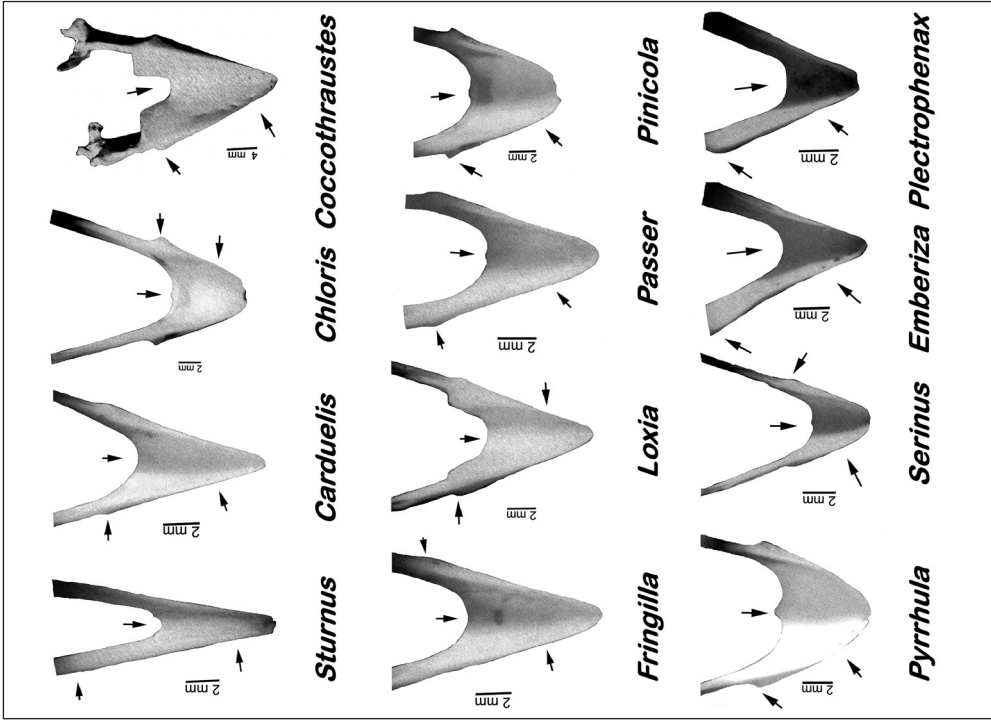 2 mm
2 mm
2 mm
4 mm
Sturnus
Carduelis
Chloris
Coccothraustes
2 mm
2 mm
2 mm
2 mm
Fringilla
Loxia
Passer
Pinicola
2 mm
2 mm
2 mm
2 mm
Pyrrhula
Serinus
Emberiza
Plectrophenax